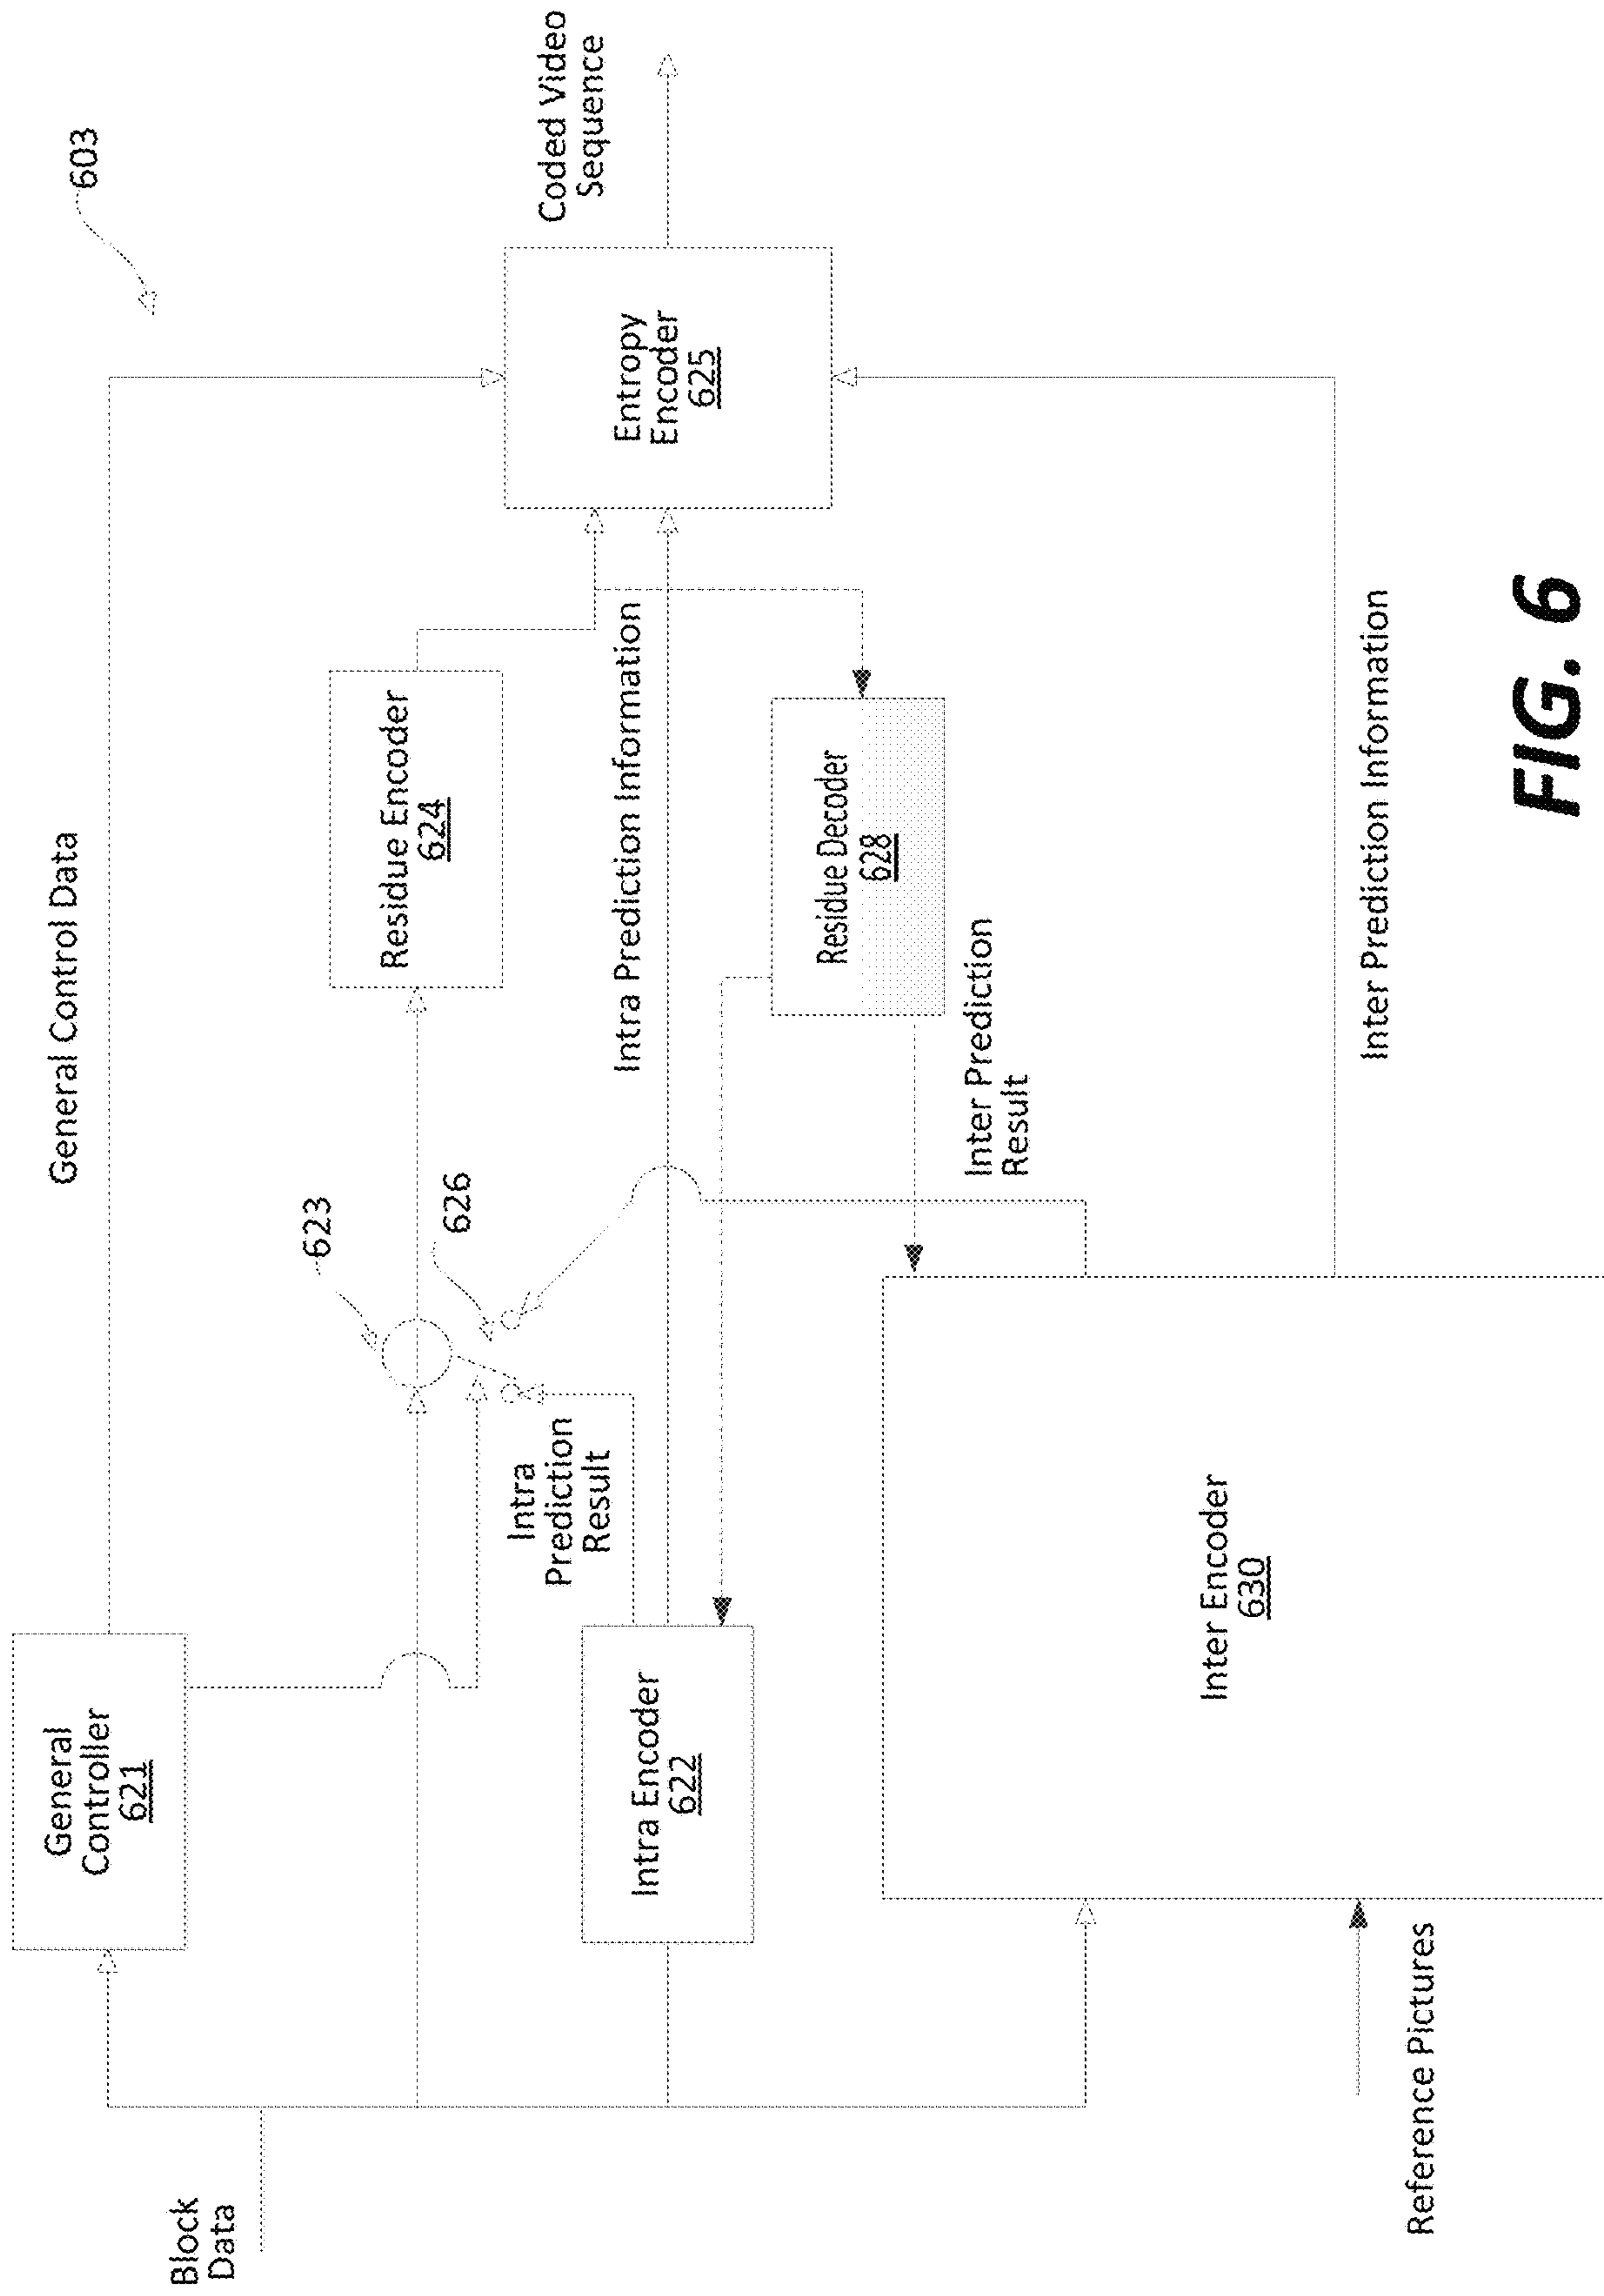 603
General Control Data
General
Controller
621
Block
Data
623
626
Residue Encoder
624
Coded Video
Sequence
Entropy
Encoder
625
Intra
Prediction
Result
Intra Prediction Information
Intra Encoder
622
Residue Decoder
628
Inter Prediction
Result
Inter Encoder
630
Inter Prediction Information
Reference Pictures
FIG. 6